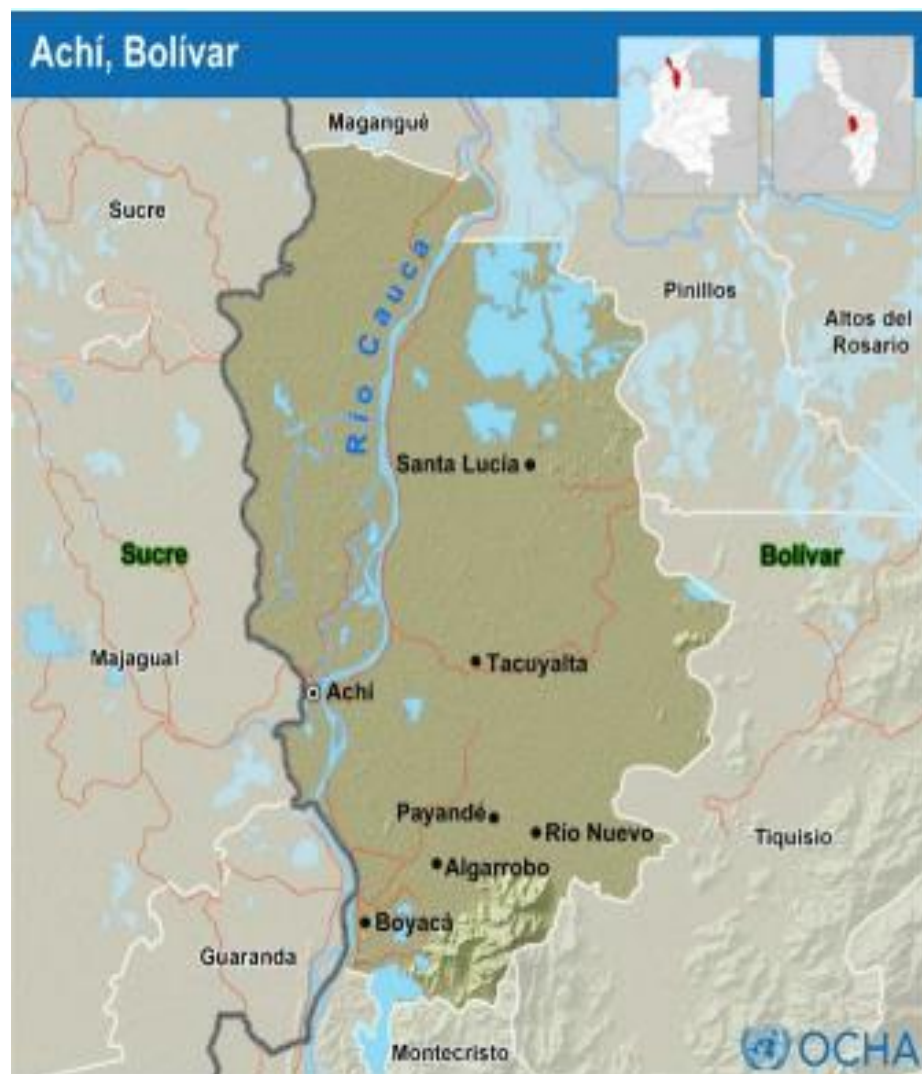 Achí, Bolívar
Magangué
Sucre
Río Cauca
Pinillos
Altos del
Rosario
Santa Lucía
Sucre
Bolívar
Majagual
Tacuyalta
Achí
Payandé
Río Nuevo
Tiquisio
Algarrobo
Boyacá
Guaranda
Montecristo
OCHA